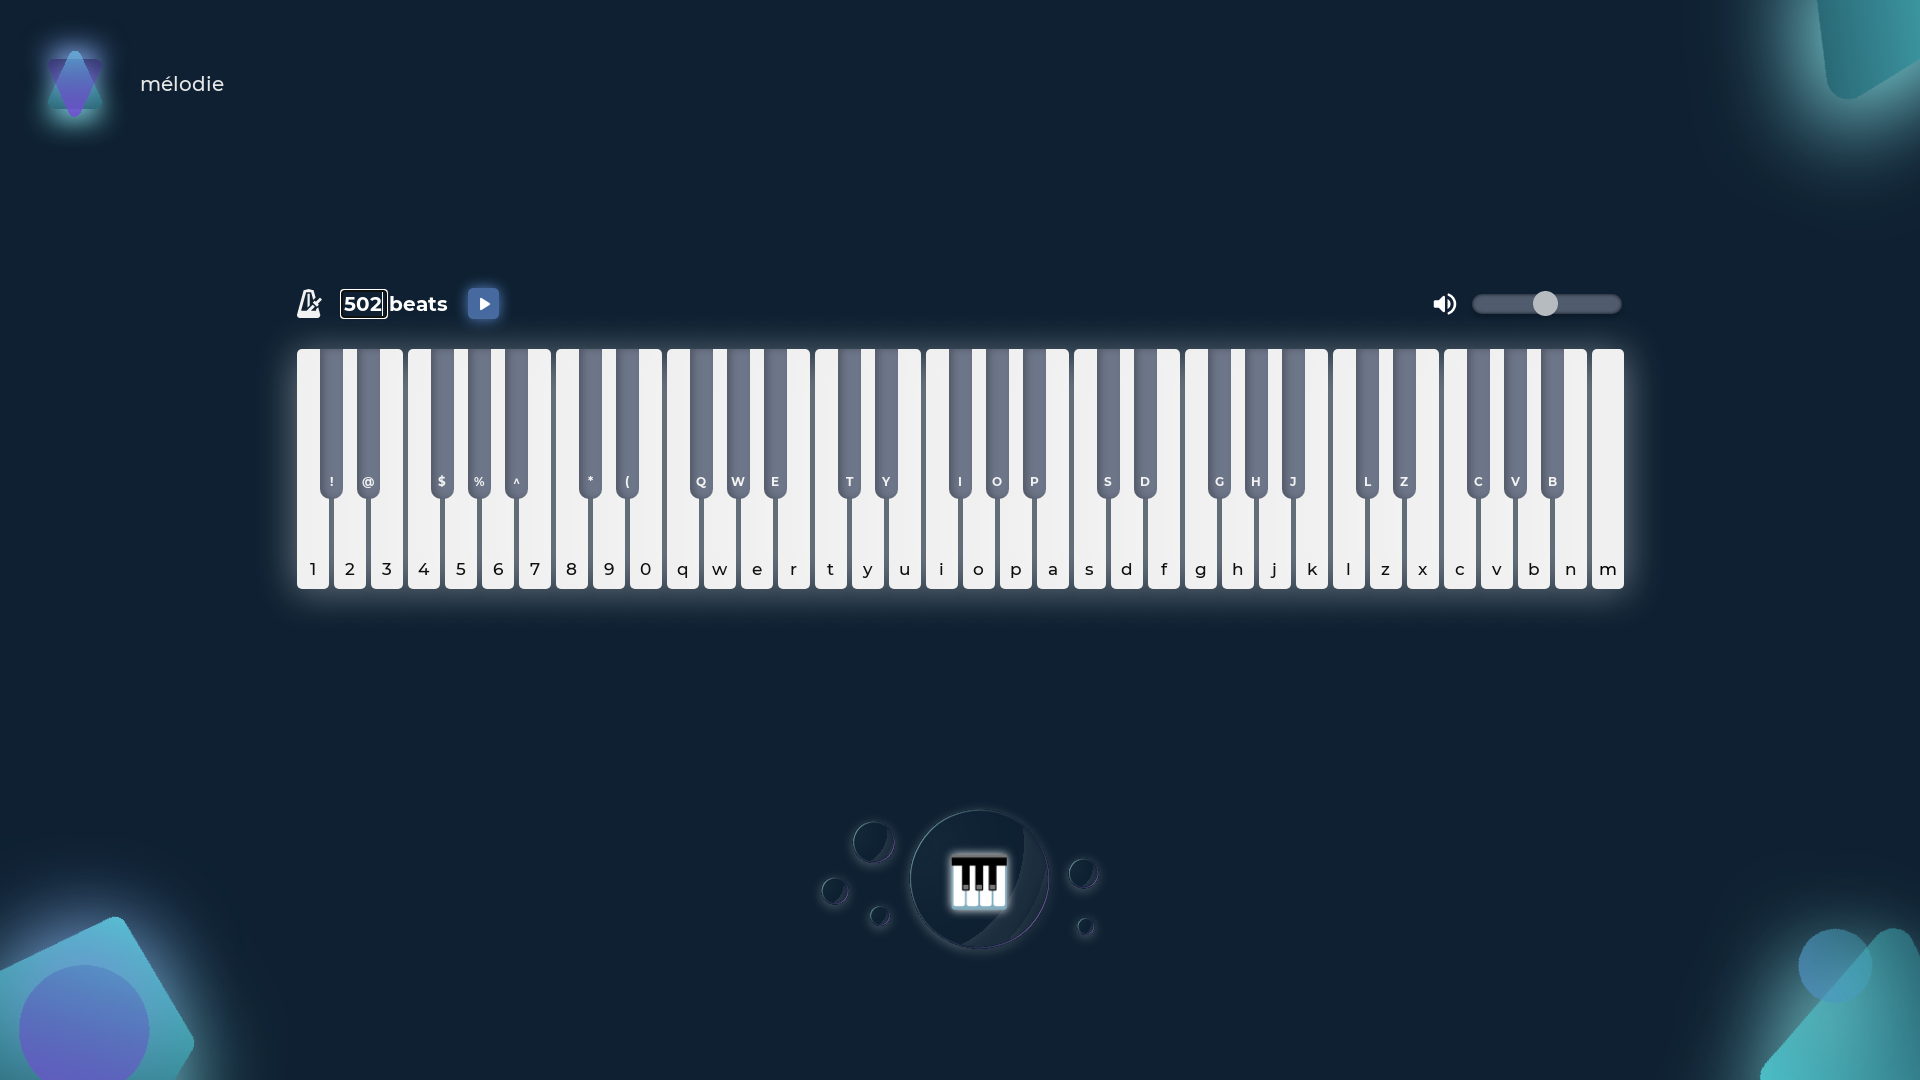 mélodie
502 beats
! @ $ % ^ * ( Q W E T Y I O P S D G H J L Z C V B
1 2 3 4 5 6 7 8 9 0 q w e r t y u i o p a s d f g h j k l z x c v b n m